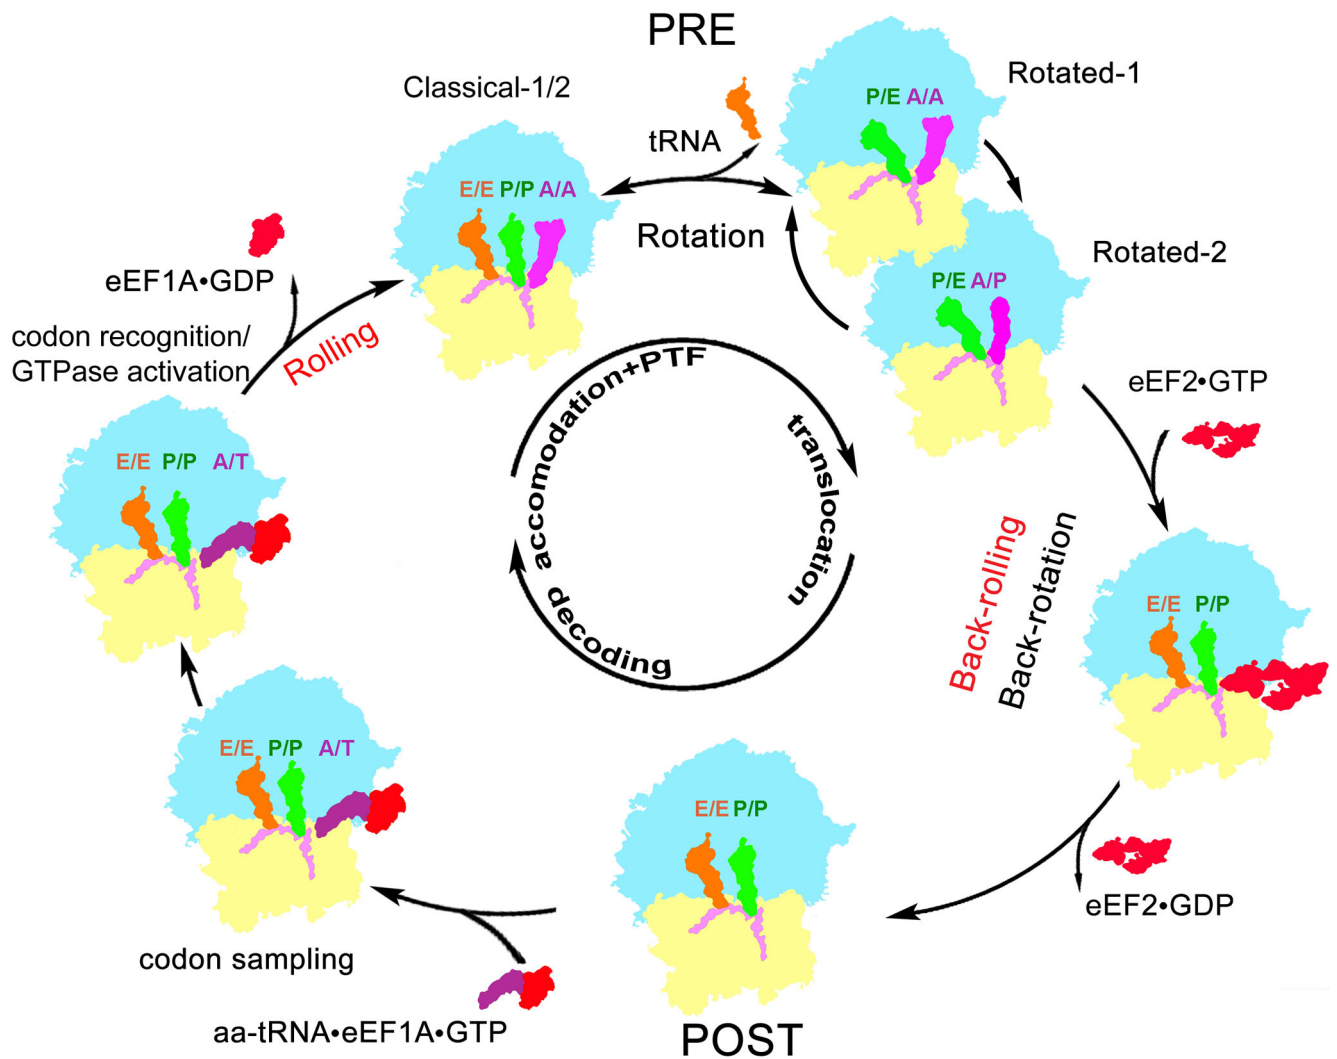 PRE
Classical-1/2
Rotated-1
P/E A/A
tRNA
E/E P/P A/A
Rotation
Rotated-2
P/E A/P
eEF1A•GDP
codon recognition/
GTPase activation
Rolling
accomodation+PTF
translocation
decoding
eEF2•GTP
E/E P/P A/T
Back-rolling
Back-rotation
E/E P/P
E/E P/P A/T
E/E P/P
eEF2•GDP
codon sampling
aa-tRNA•eEF1A•GTP
POST